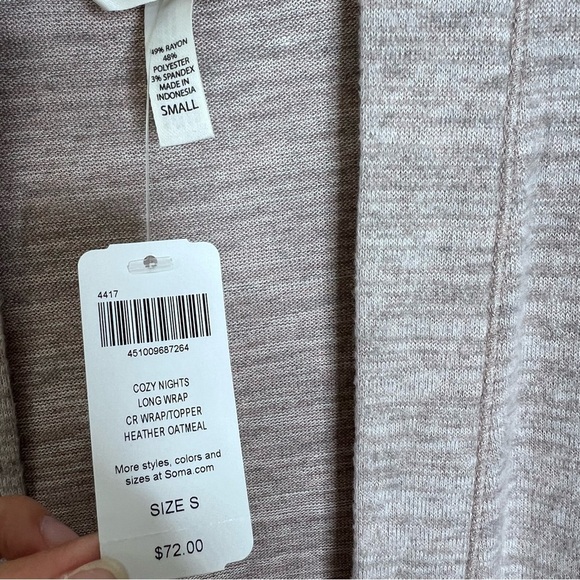 49% RAYON
48%
POLYESTER
3% SPANDEX
MADE IN
INDONESIA
SMALL
4417
451009687264
COZY NIGHTS
LONG WRAP
CR WRAP/TOPPER
HEATHER OATMEAL
More styles, colors and
sizes at Soma.com
SIZE S
$72.00